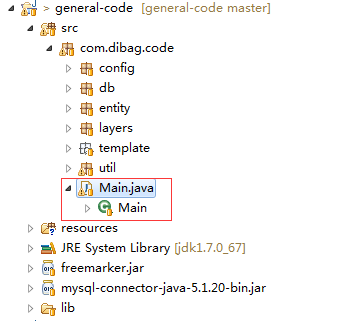 > general-code [general-code master]
src
com.dibag.code
config
db
entity
layers
template
util
Main.java
Main
resources
JRE System Library [jdk1.7.0_67]
freemarker.jar
mysql-connector-java-5.1.20-bin.jar
lib